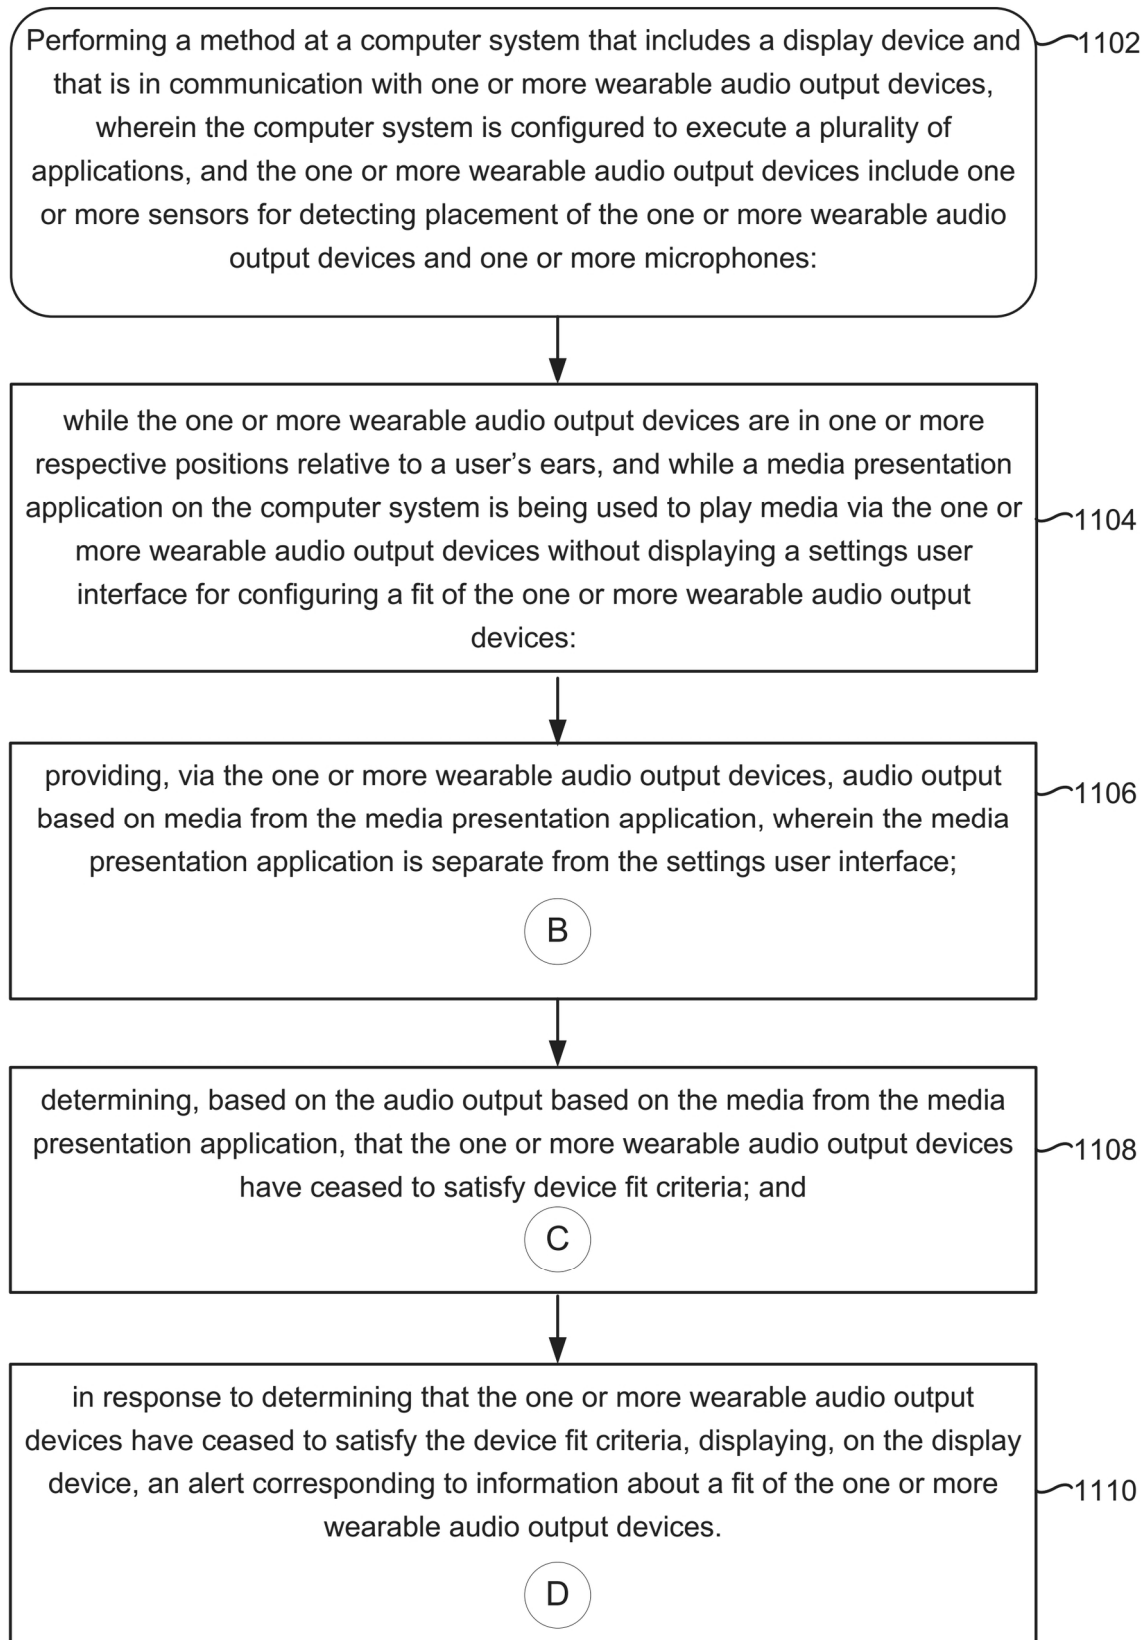 Performing a method at a computer system that includes a display device and
1102
that is in communication with one or more wearable audio output devices,
wherein the computer system is configured to execute a plurality of
applications, and the one or more wearable audio output devices include one
or more sensors for detecting placement of the one or more wearable audio
output devices and one or more microphones:
while the one or more wearable audio output devices are in one or more
respective positions relative to a user's ears, and while a media presentation
application on the computer system is being used to play media via the one or
1104
more wearable audio output devices without displaying a settings user
interface for configuring a fit of the one or more wearable audio output
devices:
providing, via the one or more wearable audio output devices, audio output
1106
based on media from the media presentation application, wherein the media
presentation application is separate from the settings user interface;
B
determining, based on the audio output based on the media from the media
presentation application, that the one or more wearable audio output devices
1108
have ceased to satisfy device fit criteria; and
C
in response to determining that the one or more wearable audio output
devices have ceased to satisfy the device fit criteria, displaying, on the display
device, an alert corresponding to information about a fit of the one or more
1110
wearable audio output devices.
D